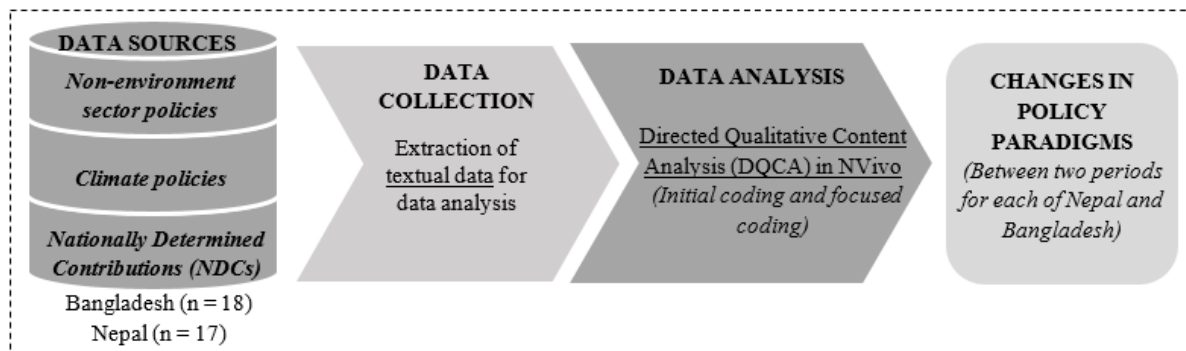 DATA SOURCES
Non-environment
sector policies
Climate policies
Nationally Determined
Contributions (NDCs)
Bangladesh (n = 18)
Nepal (n = 17)
DATA
COLLECTION
Extraction of
textual data for
data analysis
DATA ANALYSIS
Directed Qualitative Content
Analysis (DQCA) in NVivo
(Initial coding and focused
coding)
CHANGES IN
POLICY
PARADIGMS
(Between two periods
for each of Nepal and
Bangladesh)